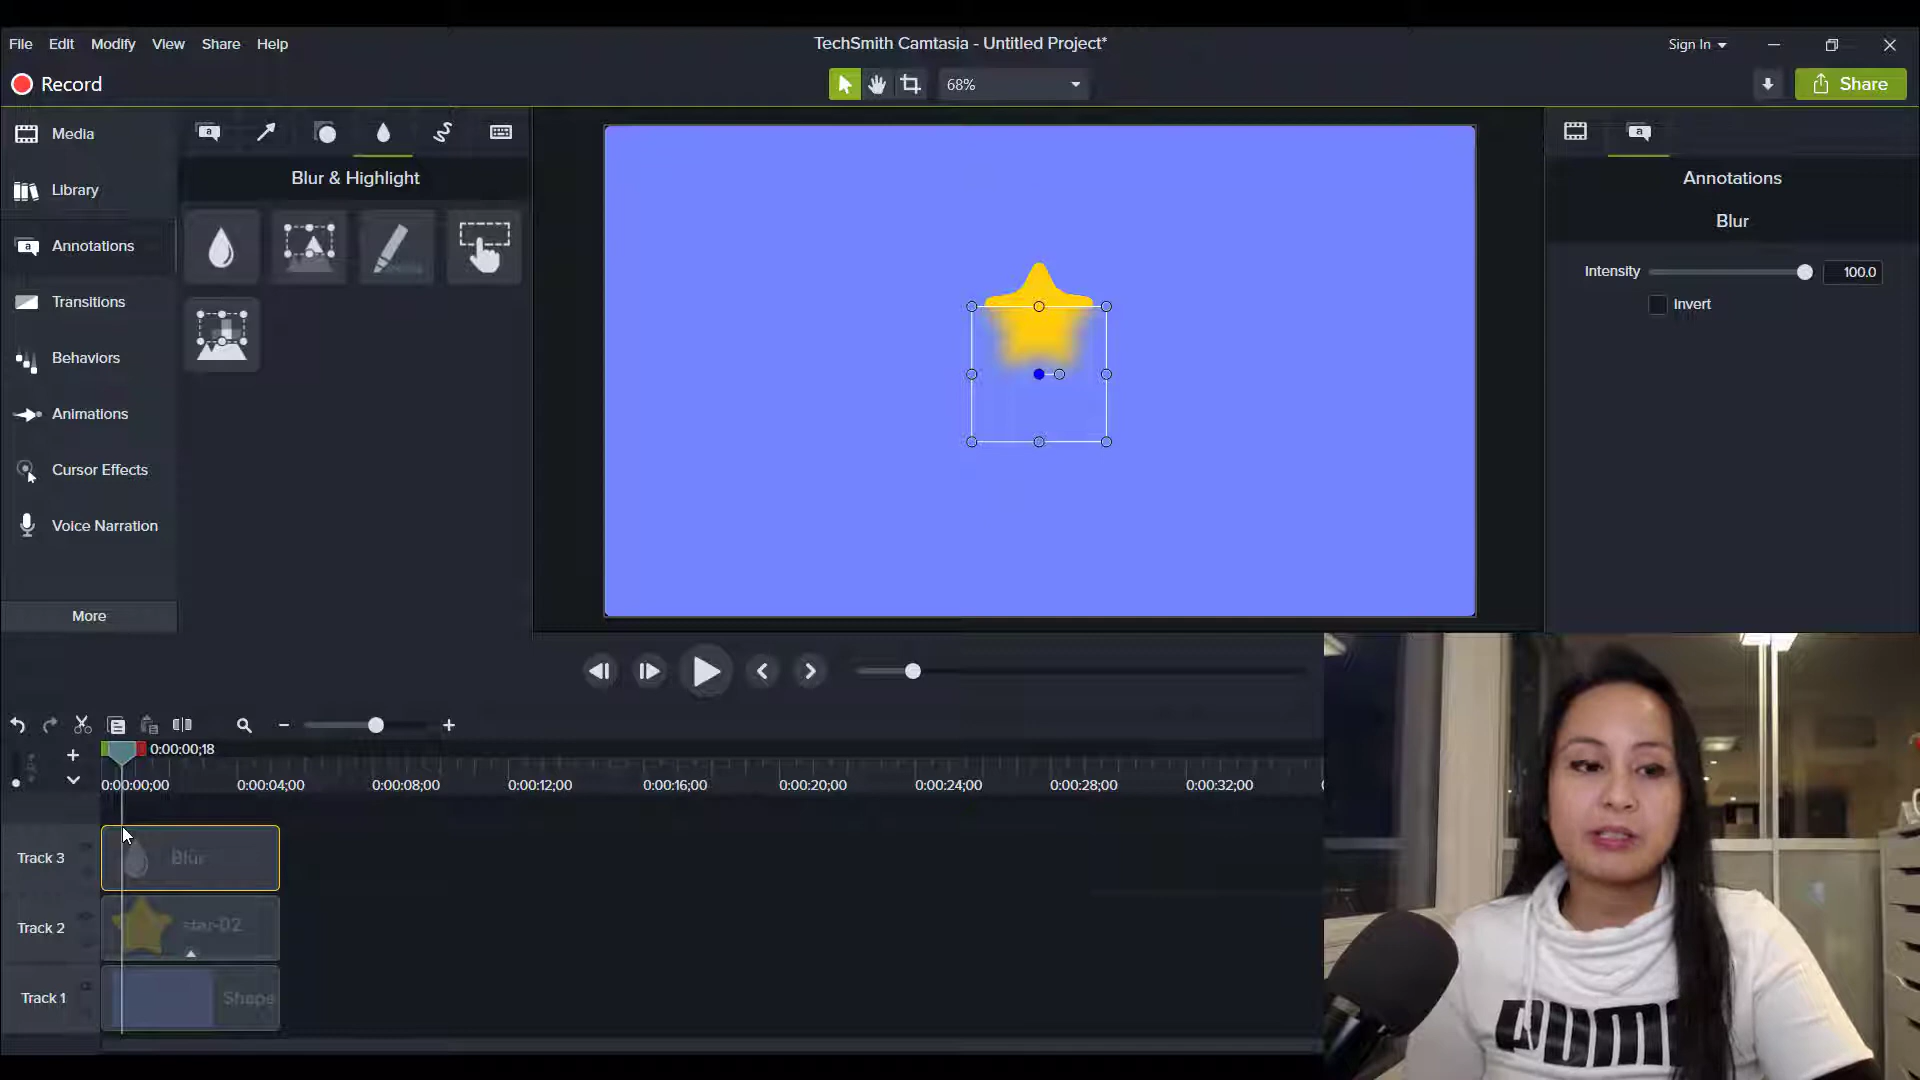 File Edit Modify View Share Help
TechSmith Camtasia - Untitled Project*
Sign In
Record
68%
Share
Media
Library
Annotations
Transitions
Behaviors
Animations
Cursor Effects
Voice Narration
More
Blur & Highlight
Annotations
Blur
Intensity 100.0
Invert
0:00:00;18
0:00:00;00 0:00:04;00 0:00:08;00 0:00:12;00 0:00:16;00 0:00:20;00 0:00:24;00 0:00:28;00 0:00:32;00
Track 3 Blur
Track 2 star-02
Track 1 Shape
PUMA